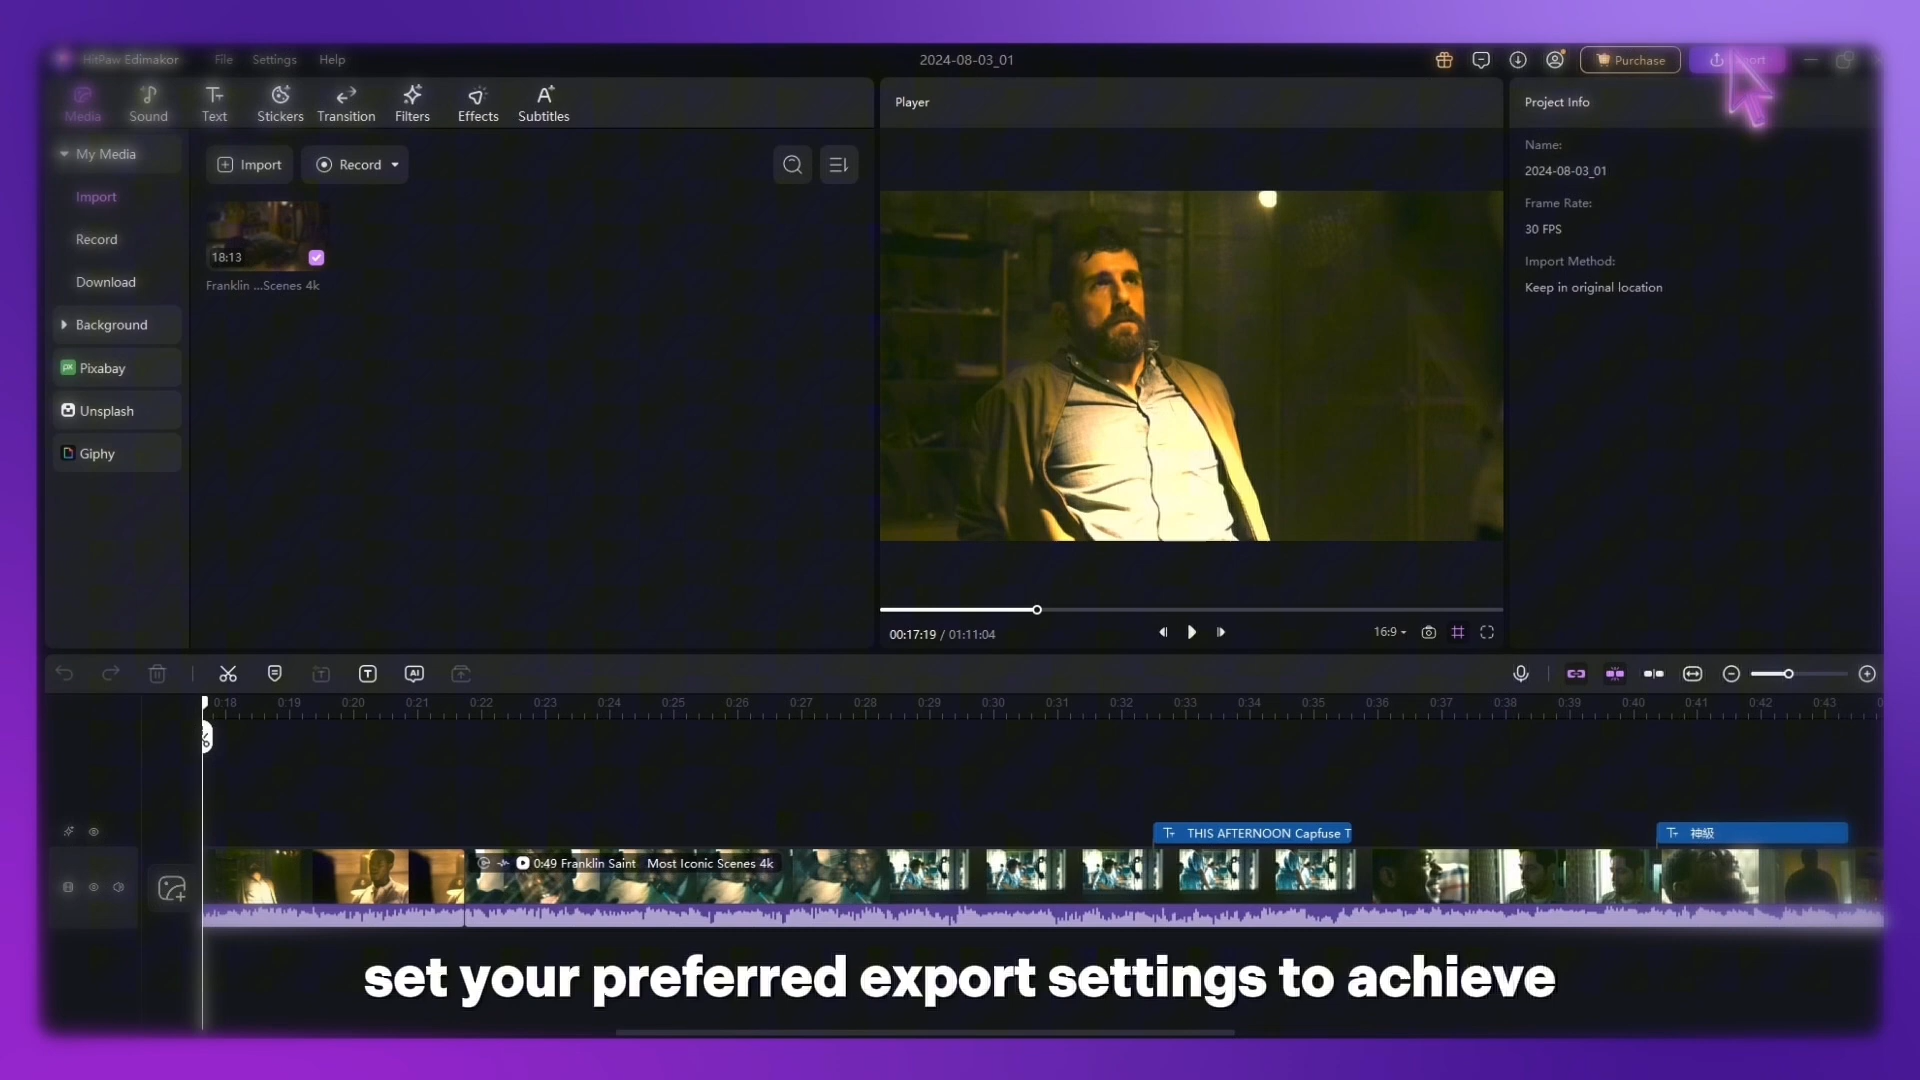 HitPaw Edimakor
File
Settings
Help
2024-08-03_01
Purchase
Media
Sound
Text
Stickers
Transition
Filters
Effects
Subtitles
Player
Project Info
My Media
Import
Record
Download
Background
Pixabay
Unsplash
Giphy
Import
Record
18:13
Franklin ...Scenes 4k
Name:
2024-08-03_01
Frame Rate:
30 FPS
Import Method:
Keep in original location
00:17:19 / 01:11:04
16:9
0:18 0:19 0:20 0:21 0:22 0:23 0:24 0:25 0:26 0:27 0:28 0:29 0:30 0:31 0:32 0:33 0:34 0:35 0:36 0:37 0:38 0:39 0:40 0:41 0:42 0:43
THIS AFTERNOON Capfuse T
神級
0:49 Franklin Saint Most Iconic Scenes 4k
set your preferred export settings to achieve